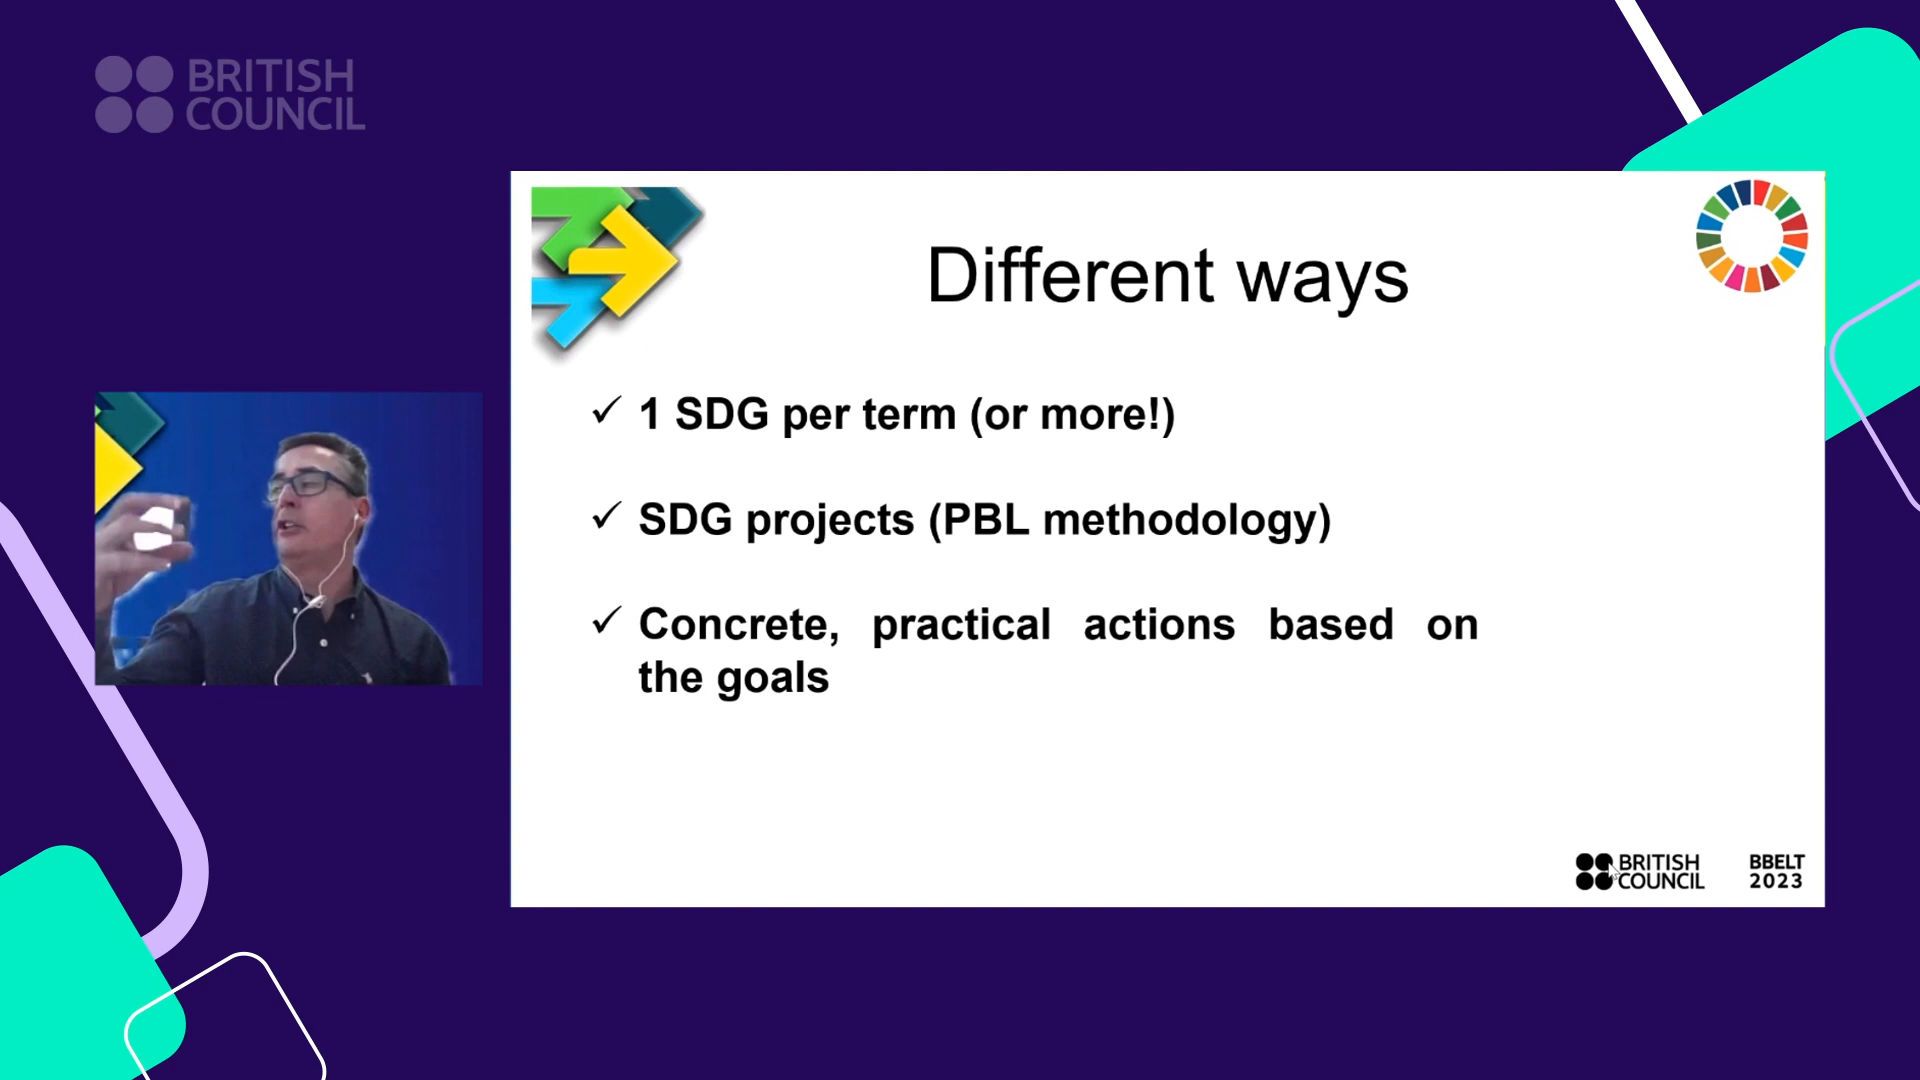 BRITISH
COUNCIL
Different ways
✓ 1 SDG per term (or more!)
✓ SDG projects (PBL methodology)
✓ Concrete, practical actions based on
the goals
BRITISH
COUNCIL
BBELT
2023